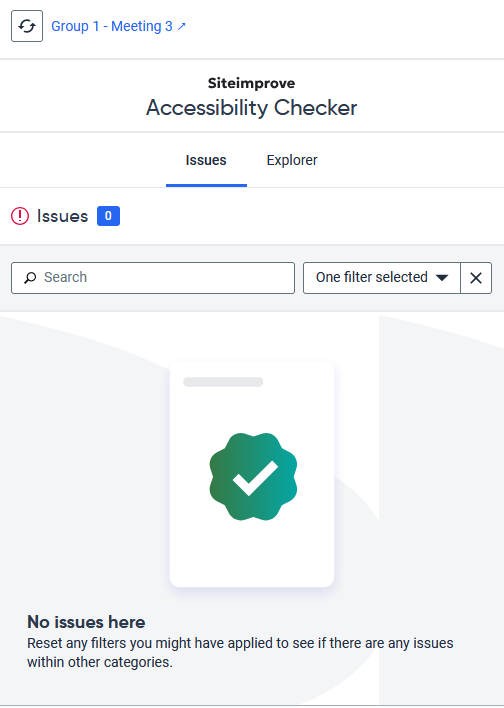 Group 1 - Meeting 3 ↗
Siteimprove
Accessibility Checker
Issues Explorer
Issues 0
Search One filter selected
No issues here
Reset any filters you might have applied to see if there are any issues
within other categories.